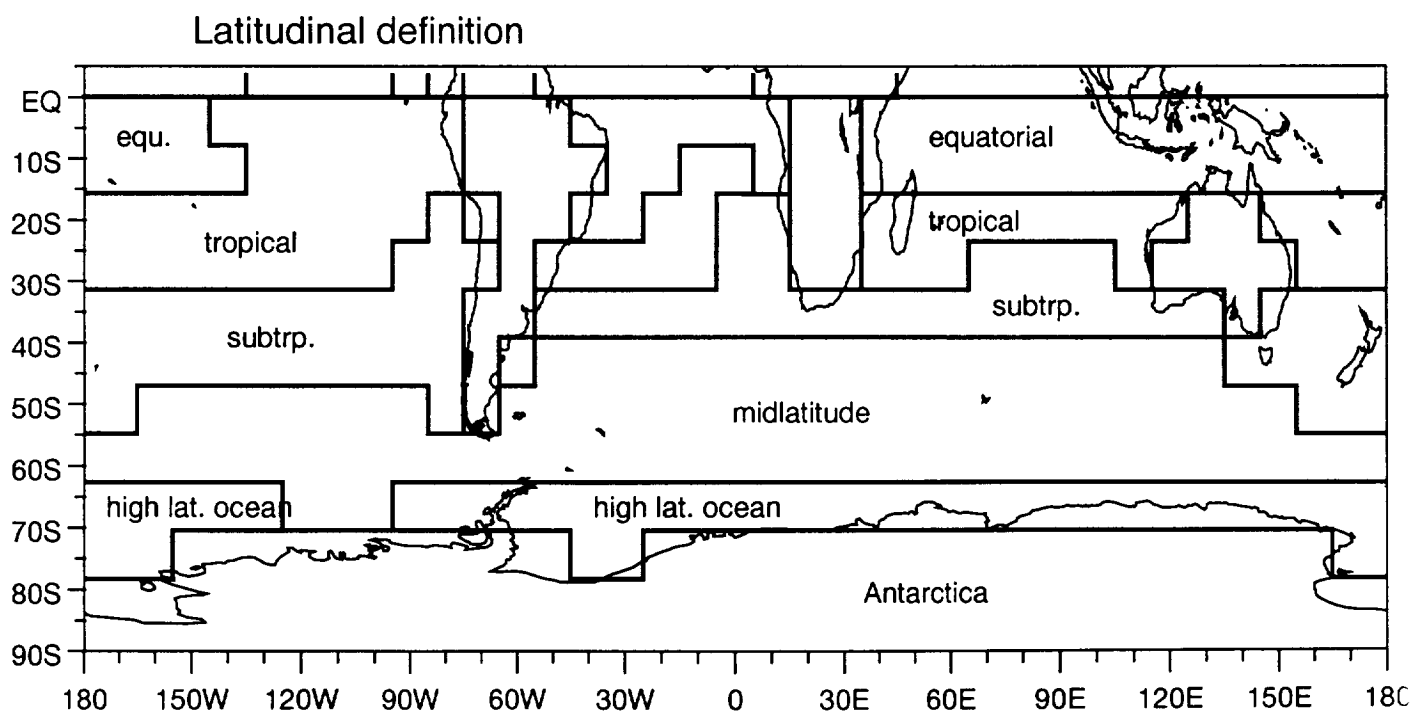 Latitudinal definition
EQ
equ.
equatorial
10S
20S
tropical
tropical
30S
subtrp.
subtrp.
40S
50S
midlatitude
60S
high lat. ocean
high lat. ocean
70S
80S
Antarctica
90S
180 150W 120W 90W 60W 30W 0 30E 60E 90E 120E 150E 180